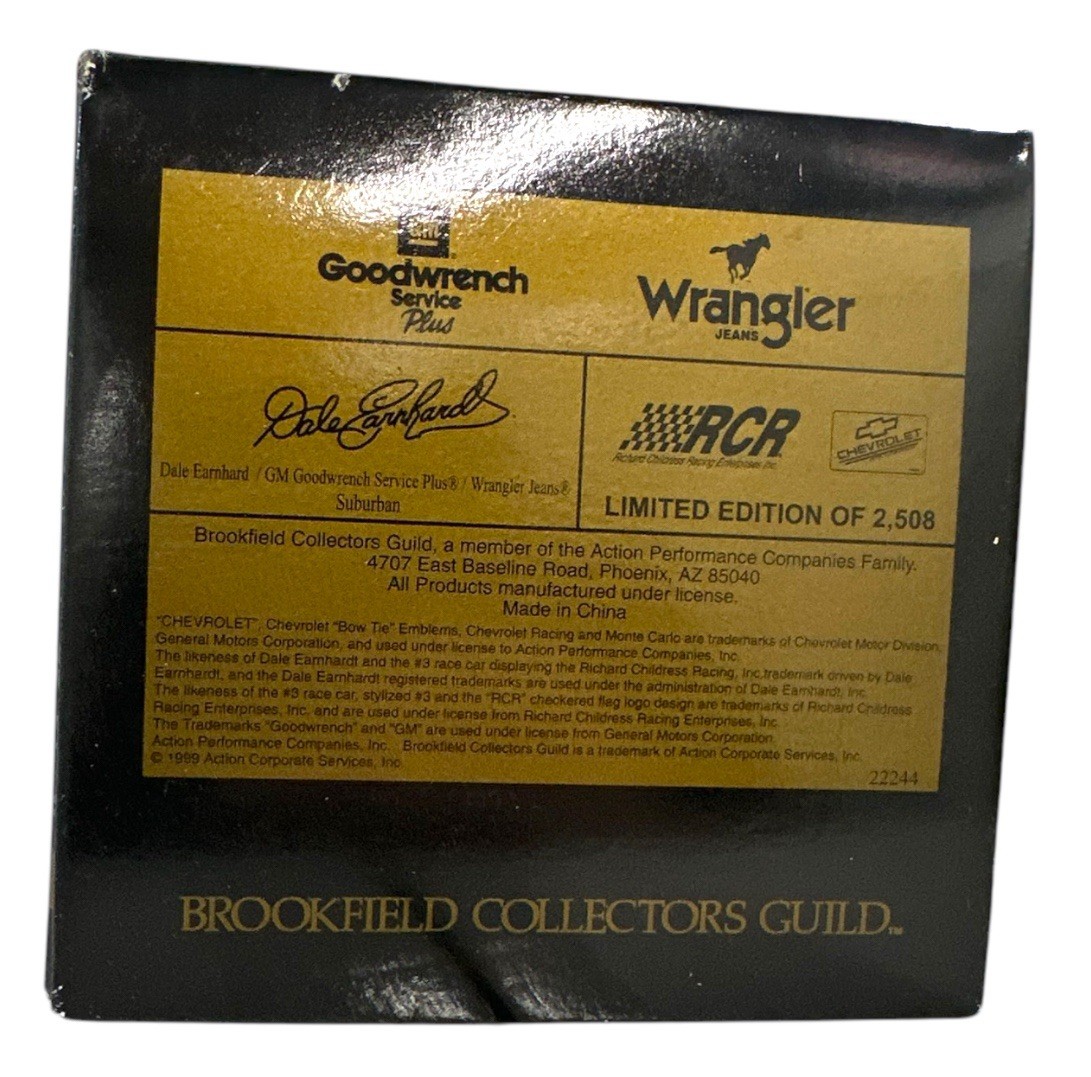 GM
Goodwrench
Service
Plus
Wrangler
JEANS
Dale Earnhardt
Dale Earnhard / GM Goodwrench Service Plus® / Wrangler Jeans®
Suburban
RCR
Richard Childress Racing Enterprises Inc.
CHEVROLET
LIMITED EDITION OF 2,508
Brookfield Collectors Guild, a member of the Action Performance Companies Family.
4707 East Baseline Road, Phoenix, AZ 85040
All Products manufactured under license.
Made in China
"CHEVROLET", Chevrolet "Bow Tie" Emblems, Chevrolet Racing and Monte Carlo are trademarks of Chevrolet Motor Division,
General Motors Corporation, and used under license to Action Performance Companies, Inc.
The likeness of Dale Earnhardt and the #3 race car displaying the Richard Childress Racing, Inc.trademark driven by Dale
Earnhardt, and the Dale Earnhardt registered trademarks are used under the administration of Dale Earnhardt, Inc.
The likeness of the #3 race car, stylized #3 and the "RCR" checkered flag logo design are trademarks of Richard Childress
Racing Enterprises, Inc. and are used under license from Richard Childress Racing Enterprises, Inc.
The Trademarks "Goodwrench" and "GM" are used under license from General Motors Corporation.
Action Performance Companies, Inc. Brookfield Collectors Guild is a trademark of Action Corporate Services, Inc.
© 1999 Action Corporate Services, Inc.
22244
BROOKFIELD COLLECTORS GUILD™